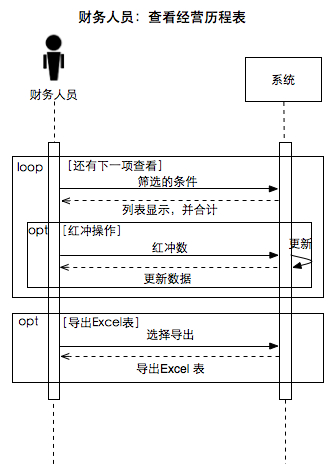 财务人员：查看经营历程表
财务人员
系统
loop
[还有下一项查看]
筛选的条件
列表显示，并合计
opt
[红冲操作]
红冲数
更新
更新数据
opt
[导出Excel表]
选择导出
导出Excel 表